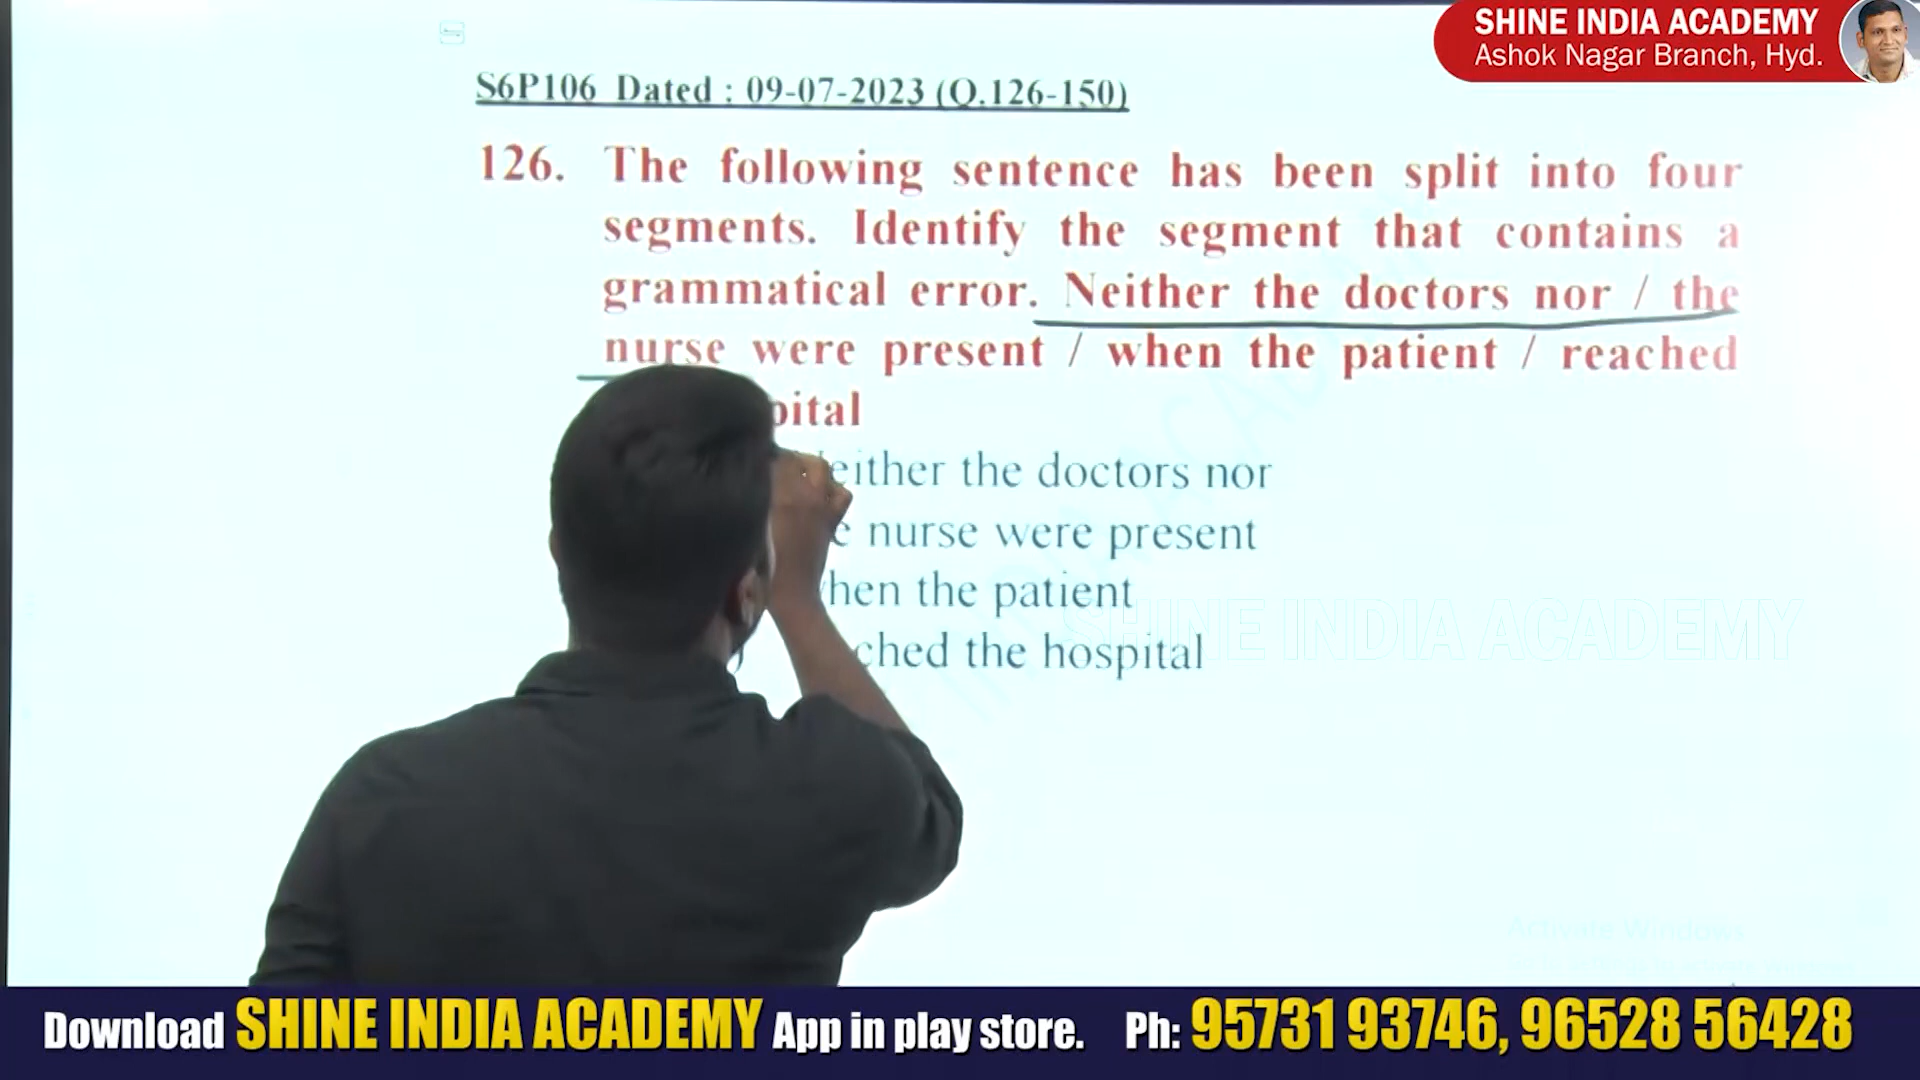 SHINE INDIA ACADEMY
Ashok Nagar Branch, Hyd.
S6P106 Dated : 09-07-2023 (Q.126-150)
126. The following sentence has been split into four
segments. Identify the segment that contains a
grammatical error. Neither the doctors nor / the
nurse were present / when the patient / reached
pital
either the doctors nor
e nurse were present
hen the patient
ched the hospital
SHINE INDIA ACADEMY
Activate Windows
Download SHINE INDIA ACADEMY App in play store. Ph: 95731 93746, 96528 56428